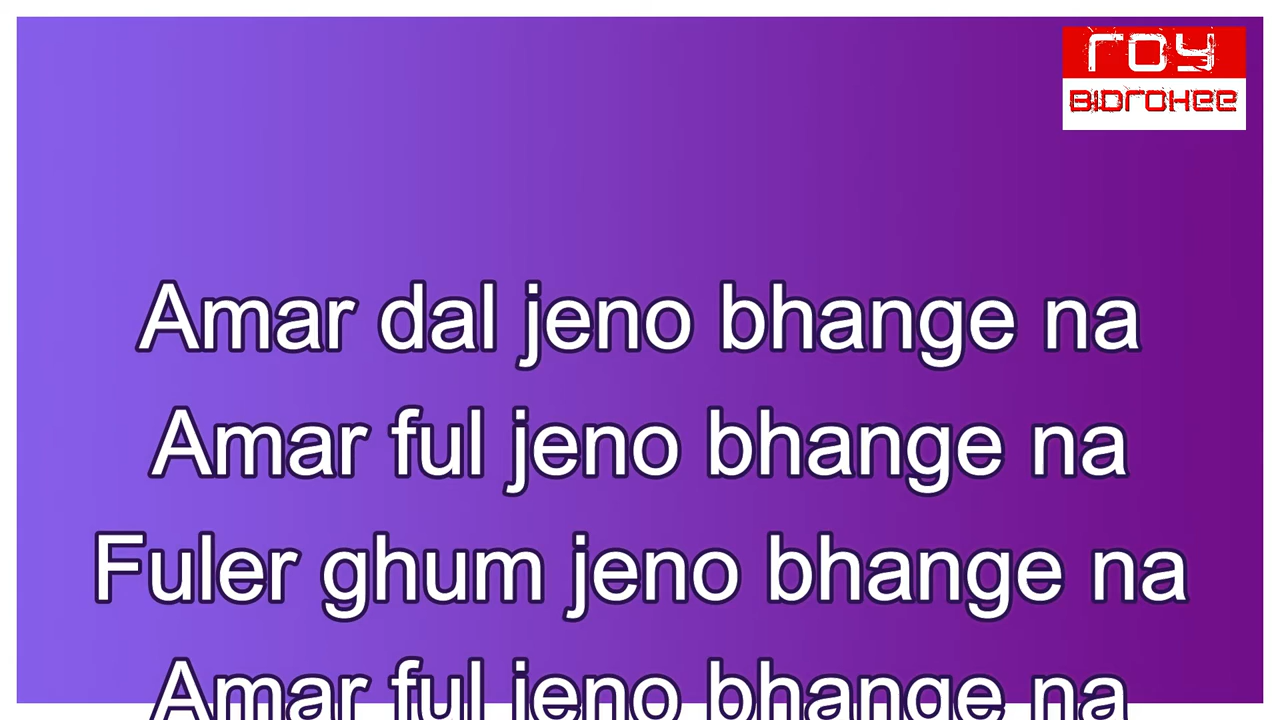 ROY
BIDROHEE
Amar dal jeno bhange na
Amar ful jeno bhange na
Fuler ghum jeno bhange na
Amar ful jeno bhange na